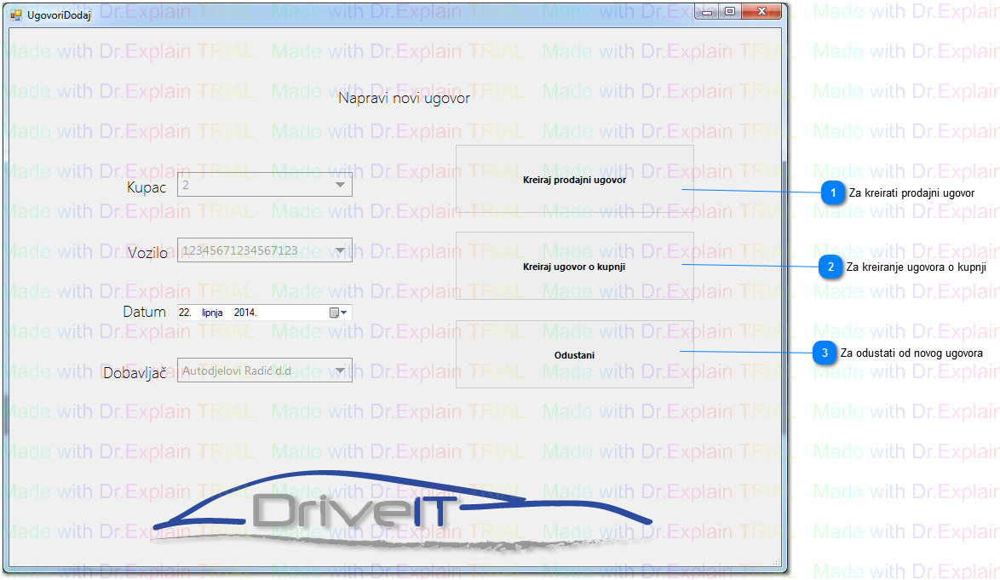 UgovoriDodaj
Napravi novi ugovor
Kupac 2
Vozilo 12345671234567123
Datum 22. lipnja 2014.
Dobavljač Autodjelovi Radić d.d
Kreiraj prodajni ugovor
Kreiraj ugovor o kupnji
Odustani
1 Za kreirati prodajni ugovor
2 Za kreiranje ugovora o kupnji
3 Za odustati od novog ugovora
DriveIT
Made with Dr.Explain TRIAL